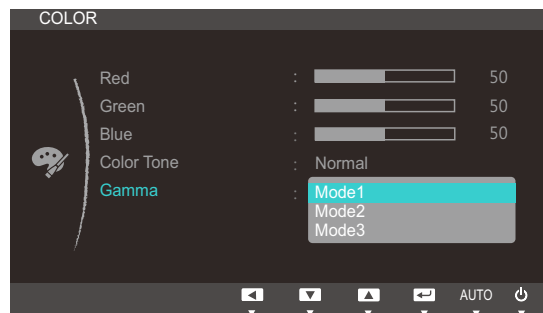 COLOR
Red : 50
Green : 50
Blue : 50
Color Tone : Normal
Gamma : Mode1
Mode2
Mode3
AUTO